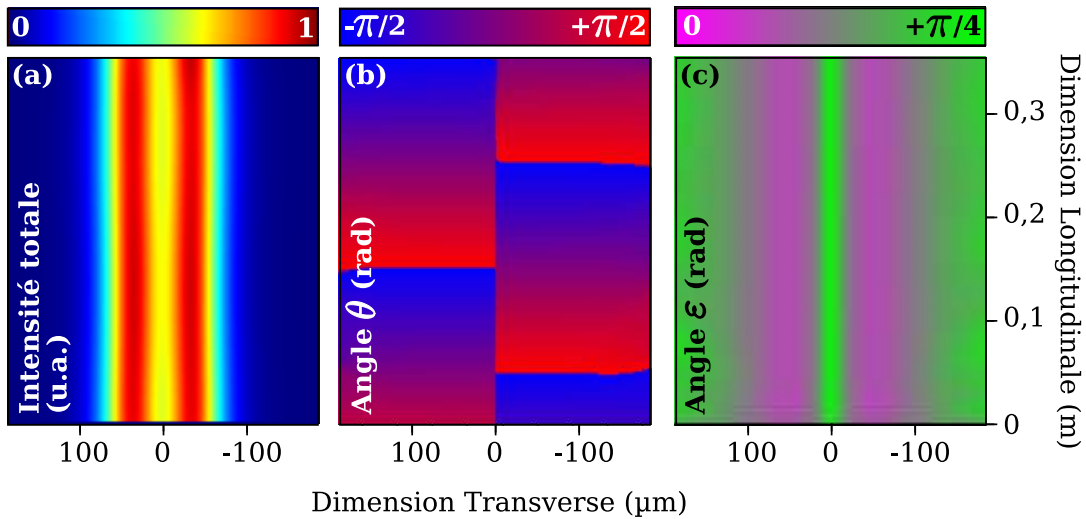 0 1
-π/2 +π/2
0 +π/4
(a)
(b)
(c)
Intensité totale
(u.a.)
Angle θ (rad)
Angle ε (rad)
0,3
0,2
0,1
0
Dimension Longitudinale (m)
100 0 -100
100 0 -100
100 0 -100
Dimension Transverse (µm)